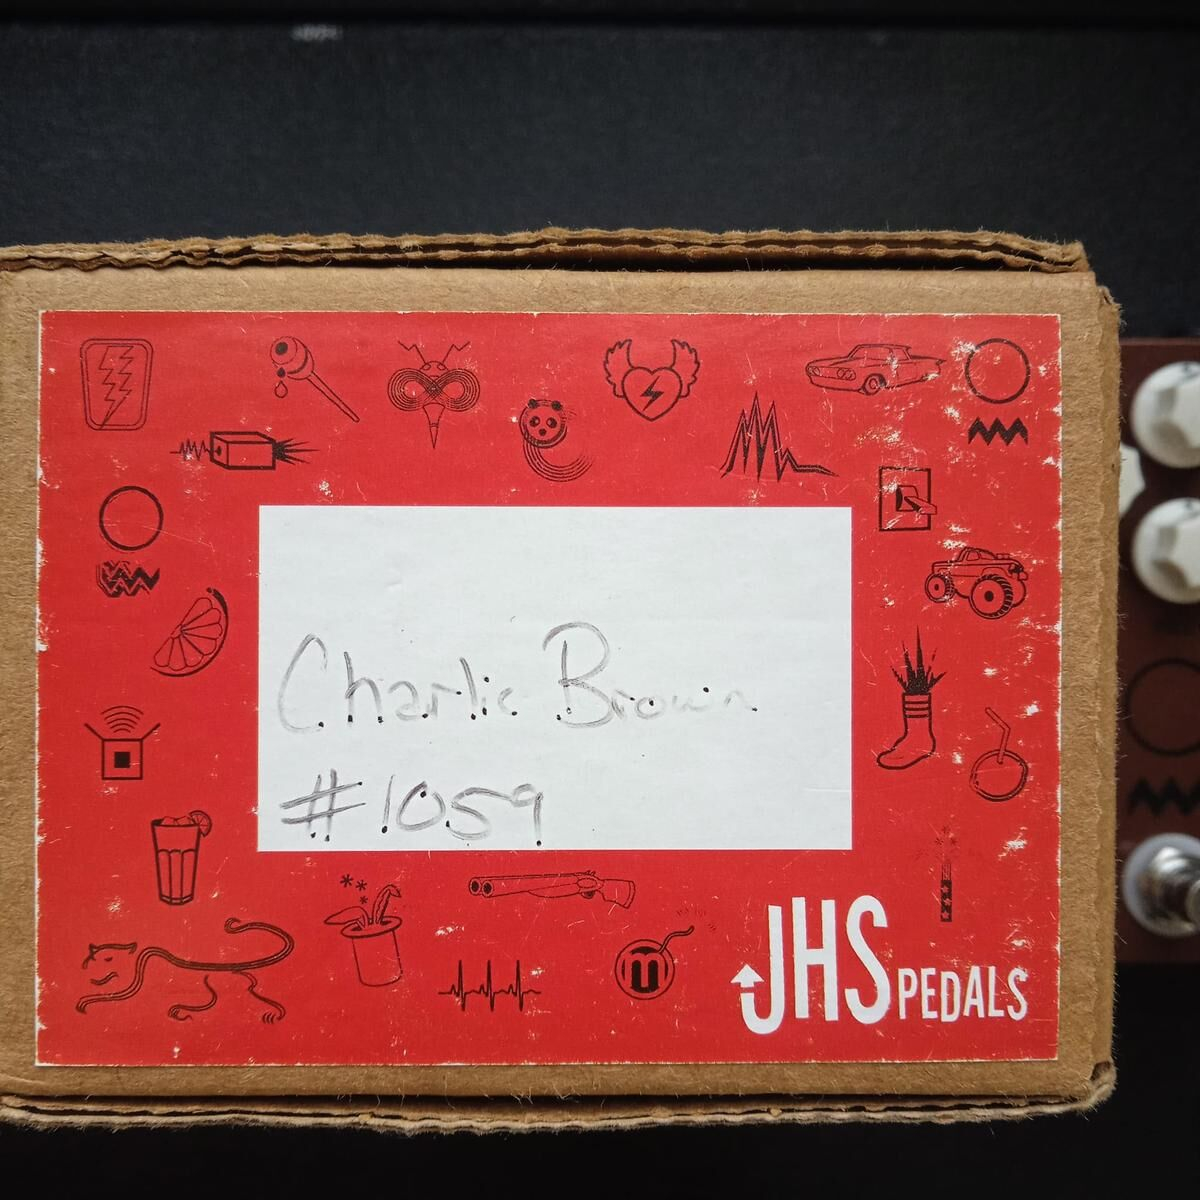 Charlie Brown
#1059
JHS PEDALS